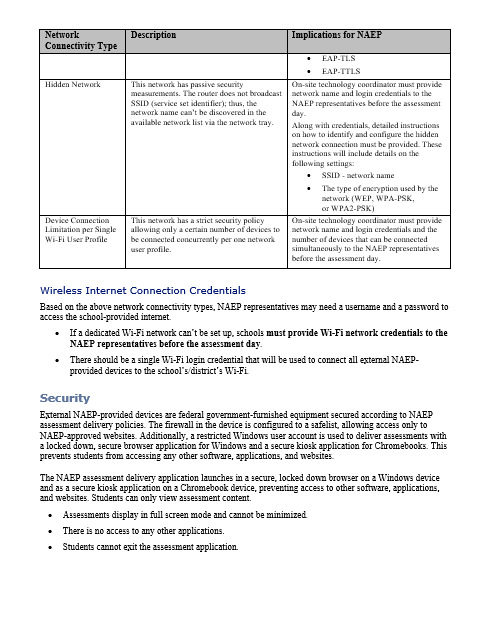 Network Connectivity Type
Description
Implications for NAEP
• EAP-TLS
• EAP-TTLS
Hidden Network
This network has passive security
measurements. The router does not broadcast
SSID (service set identifier); thus, the
network name can't be discovered in the
available network list via the network tray.
On-site technology coordinator must provide
network name and login credentials to the
NAEP representatives before the assessment
day.
Along with credentials, detailed instructions
on how to identify and configure the hidden
network connection must be provided. These
instructions will include details on the
following settings:
• SSID - network name
• The type of encryption used by the
network (WEP, WPA-PSK,
or WPA2-PSK)
Device Connection
Limitation per Single
Wi-Fi User Profile
This network has a strict security policy
allowing only a certain number of devices to
be connected concurrently per one network
user profile.
On-site technology coordinator must provide
network name and login credentials and the
number of devices that can be connected
simultaneously to the NAEP representatives
before the assessment day.
Wireless Internet Connection Credentials
Based on the above network connectivity types, NAEP representatives may need a username and a password to
access the school-provided internet.
• If a dedicated Wi-Fi network can't be set up, schools must provide Wi-Fi network credentials to the
NAEP representatives before the assessment day.
• There should be a single Wi-Fi login credential that will be used to connect all external NAEP-
provided devices to the school's/district's Wi-Fi.
Security
External NAEP-provided devices are federal government-furnished equipment secured according to NAEP
assessment delivery policies. The firewall in the device is configured to a safelist, allowing access only to
NAEP-approved websites. Additionally, a restricted Windows user account is used to deliver assessments with
a locked down, secure browser application for Windows and a secure kiosk application for Chromebooks. This
prevents students from accessing any other software, applications, and websites.
The NAEP assessment delivery application launches in a secure, locked down browser on a Windows device
and as a secure kiosk application on a Chromebook device, preventing access to other software, applications,
and websites. Students can only view assessment content.
• Assessments display in full screen mode and cannot be minimized.
• There is no access to any other applications.
• Students cannot exit the assessment application.